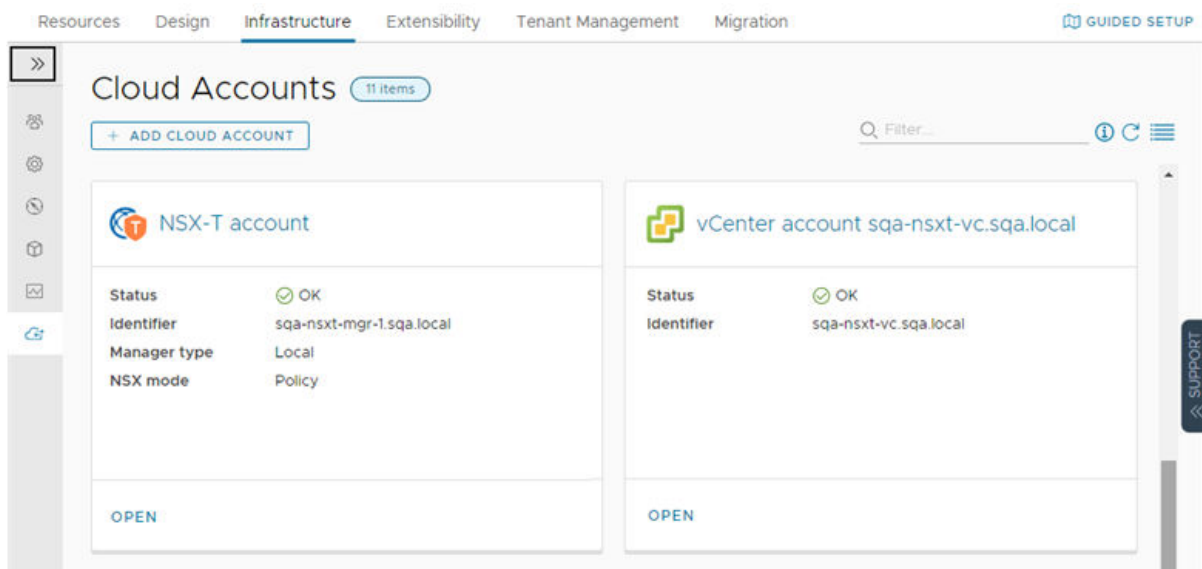 Resources Design Infrastructure Extensibility Tenant Management Migration GUIDED SETUP
Cloud Accounts 11 items
+ ADD CLOUD ACCOUNT Filter...
T NSX-T account
vCenter account sqa-nsxt-vc.sqa.local
Status OK
Identifier sqa-nsxt-mgr-1.sqa.local
Manager type Local
NSX mode Policy
OPEN
Status OK
Identifier sqa-nsxt-vc.sqa.local
OPEN
SUPPORT